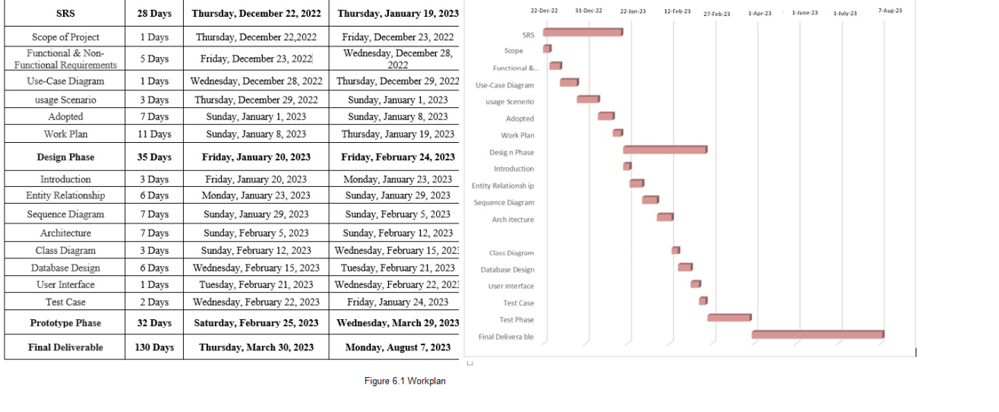 SRS 28 Days Thursday, December 22, 2022 Thursday, January 19, 2023
Scope of Project 1 Days Thursday, December 22,2022 Friday, December 23, 2022
Functional & Non-
Functional Requirements 5 Days Friday, December 23, 2022 Wednesday, December 28,
2022
Use-Case Diagram 1 Days Wednesday, December 28, 2022 Thursday, December 29, 2022
usage Scenario 3 Days Thursday, December 29, 2022 Sunday, January 1, 2023
Adopted 7 Days Sunday, January 1, 2023 Sunday, January 8, 2023
Work Plan 11 Days Sunday, January 8, 2023 Thursday, January 19, 2023
Design Phase 35 Days Friday, January 20, 2023 Friday, February 24, 2023
Introduction 3 Days Friday, January 20, 2023 Monday, January 23, 2023
Entity Relationship 6 Days Monday, January 23, 2023 Sunday, January 29, 2023
Sequence Diagram 7 Days Sunday, January 29, 2023 Sunday, February 5, 2023
Architecture 7 Days Sunday, February 5, 2023 Sunday, February 12, 2023
Class Diagram 3 Days Sunday, February 12, 2023 Wednesday, February 15, 2023
Database Design 6 Days Wednesday, February 15, 2023 Tuesday, February 21, 2023
User Interface 1 Days Tuesday, February 21, 2023 Wednesday, February 22, 2023
Test Case 2 Days Wednesday, February 22, 2023 Friday, January 24, 2023
Prototype Phase 32 Days Saturday, February 25, 2023 Wednesday, March 29, 2023
Final Deliverable 130 Days Thursday, March 30, 2023 Monday, August 7, 2023
22-Dec-22 31-Dec-22 22-Jan-23 12-Feb-23 27-Feb-23 1-Apr-23 1-June-23 1-July-23 7-Aug-23
SRS
Scope
Functional &...
Use-Case Diagram
usage Scenerio
Adopted
Work Plan
Desig n Phase
Introduction
Entity Relationsh ip
Sequence Diagram
Arch itecture
Class Diagram
Database Design
User Interface
Test Case
Test Phase
Final Delivera ble
Figure 6.1 Workplan